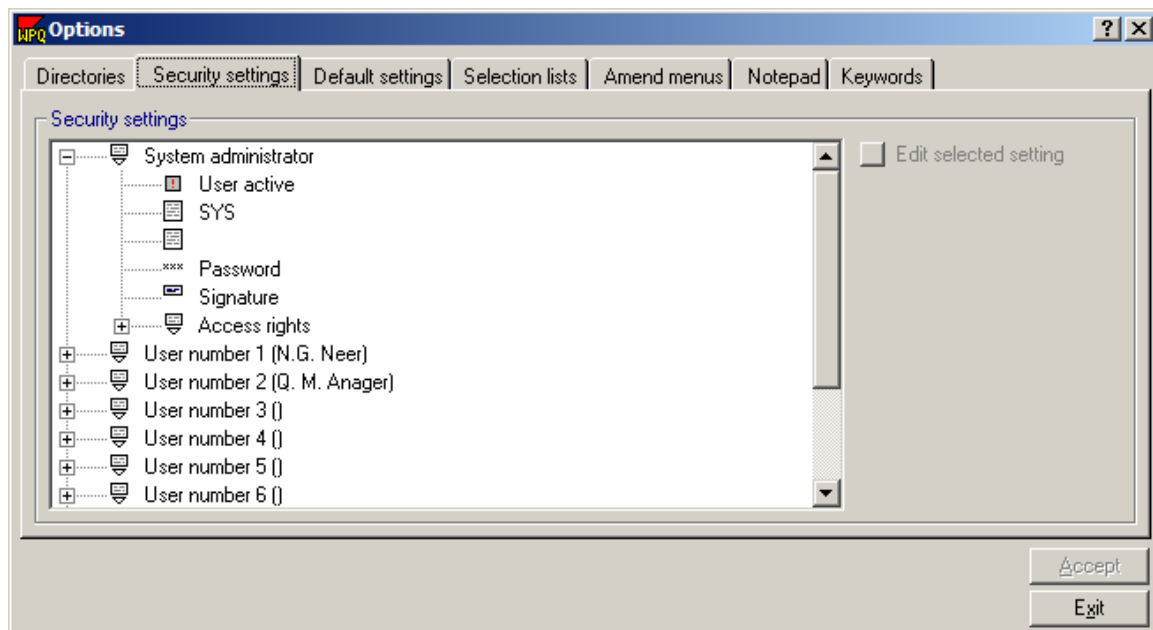 WPQ Options
Directories Security settings Default settings Selection lists Amend menus Notepad Keywords
Security settings
System administrator
Edit selected setting
User active
SYS
xxx Password
Signature
Access rights
User number 1 (N.G. Neer)
User number 2 (Q. M. Anager)
User number 3 ()
User number 4 ()
User number 5 ()
User number 6 ()
Accept
Exit